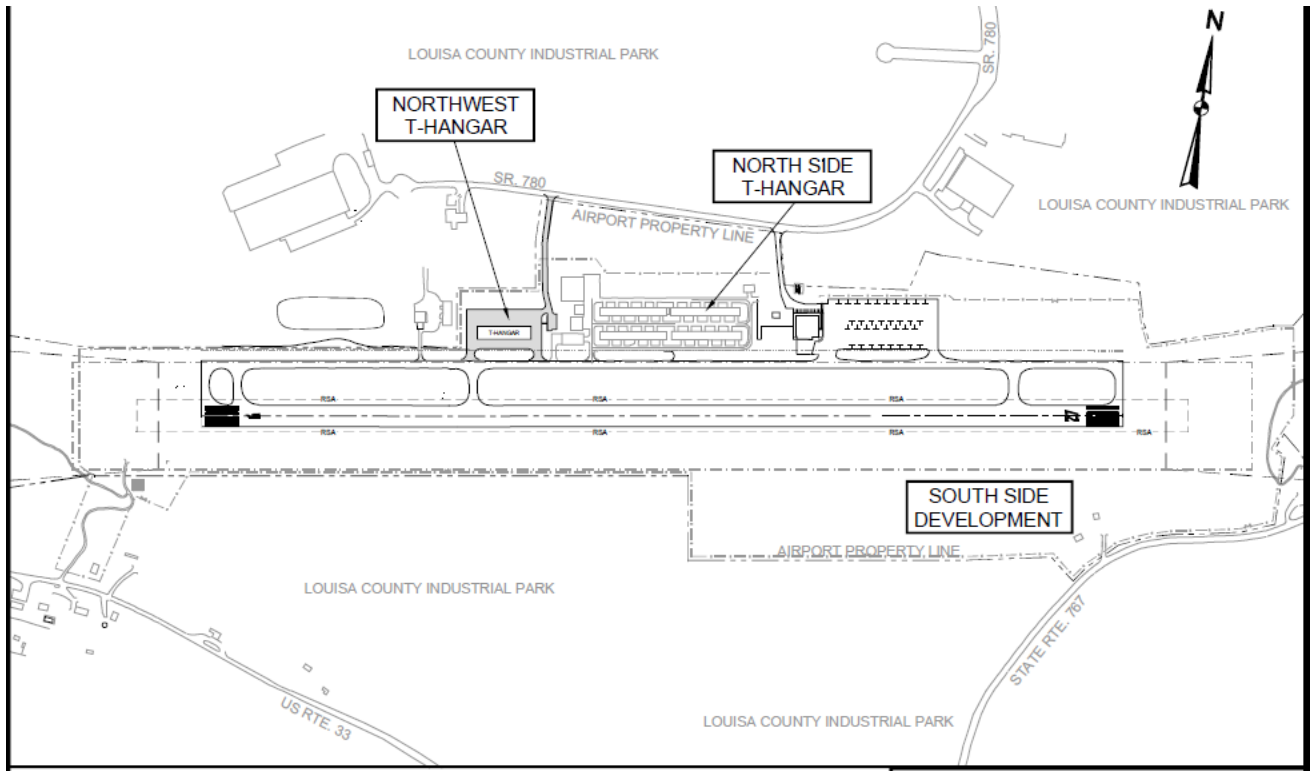 N
LOUISA COUNTY INDUSTRIAL PARK
SR. 780
NORTHWEST
T-HANGAR
NORTH SIDE
T-HANGAR
SR. 780
AIRPORT PROPERTY LINE
LOUISA COUNTY INDUSTRIAL PARK
T-HANGAR
RSA
RSA
RSA
RSA
RSA
RSA
RSA
SOUTH SIDE
DEVELOPMENT
AIRPORT PROPERTY LINE
LOUISA COUNTY INDUSTRIAL PARK
STATE RTE. 767
US RTE. 33
LOUISA COUNTY INDUSTRIAL PARK